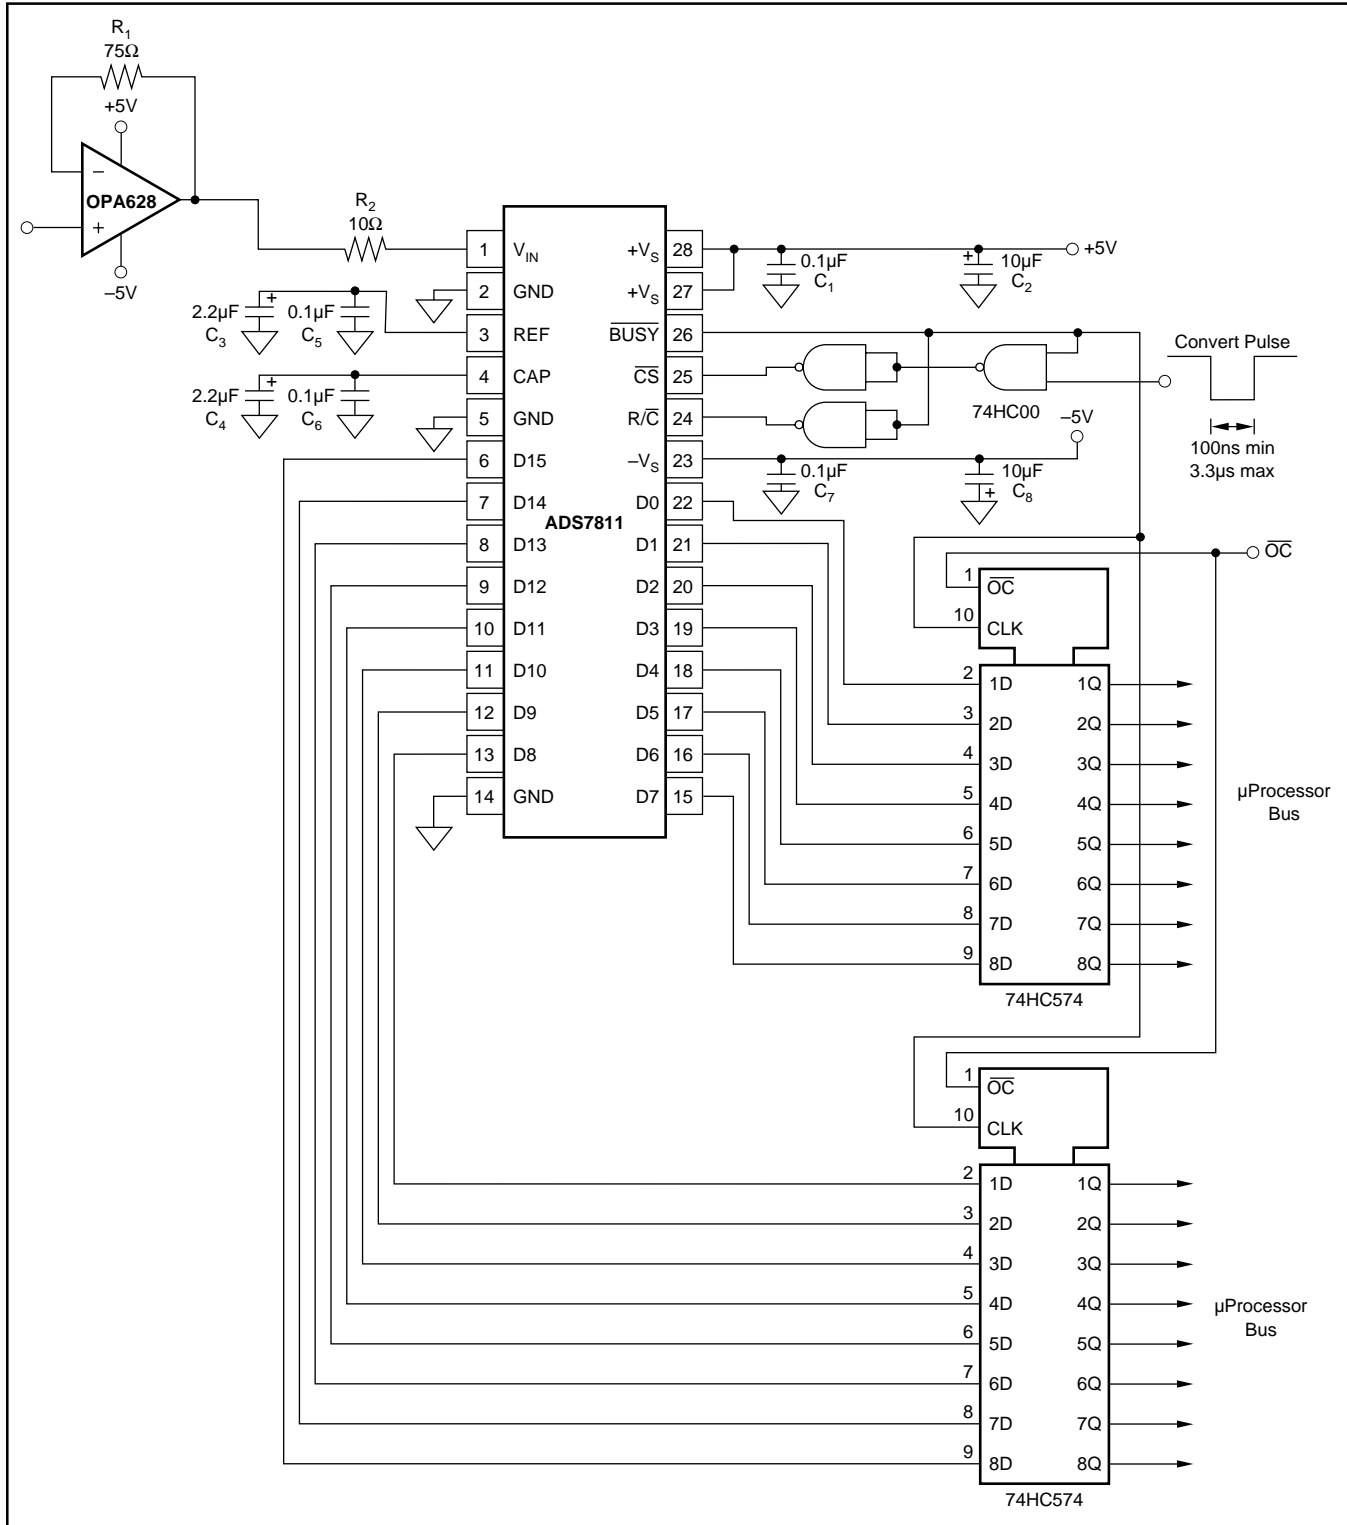 R1
75Ω
+5V
–
OPA628
+
–5V
R2
10Ω
2.2µF
C3
0.1µF
C5
2.2µF
C4
0.1µF
C6
ADS7811
1 VIN
2 GND
3 REF
4 CAP
5 GND
6 D15
7 D14
8 D13
9 D12
10 D11
11 D10
12 D9
13 D8
14 GND
+VS 28
+VS 27
BUSY 26
CS 25
R/C 24
–VS 23
D0 22
D1 21
D2 20
D3 19
D4 18
D5 17
D6 16
D7 15
0.1µF
C1
+
10µF
C2
+5V
74HC00
Convert Pulse
100ns min
3.3µs max
–5V
0.1µF
C7
10µF
C8
+
OC
1 OC
10 CLK
2 1D 1Q
3 2D 2Q
4 3D 3Q
5 4D 4Q
6 5D 5Q
7 6D 6Q
8 7D 7Q
9 8D 8Q
74HC574
µProcessor
Bus
1 OC
10 CLK
2 1D 1Q
3 2D 2Q
4 3D 3Q
5 4D 4Q
6 5D 5Q
7 6D 6Q
8 7D 7Q
9 8D 8Q
74HC574
µProcessor
Bus